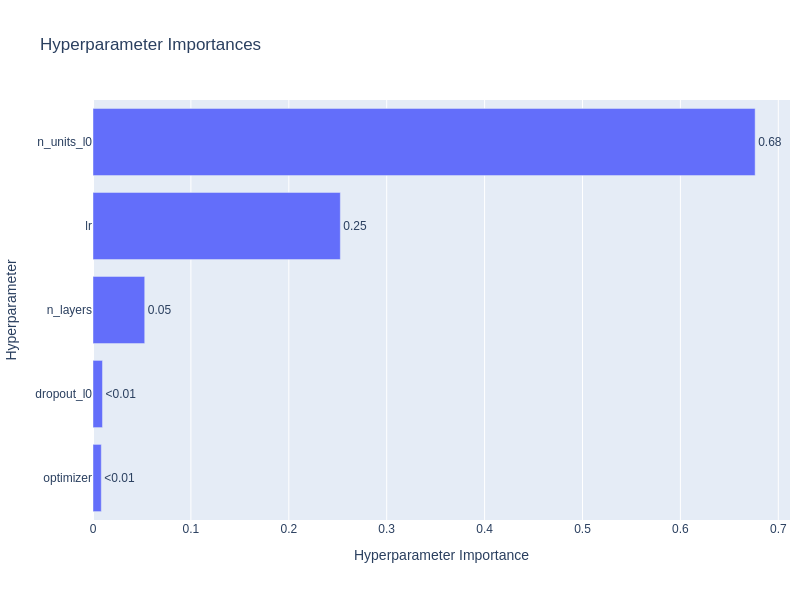 Hyperparameter Importances
n_units_l0
0.68
lr
0.25
n_layers
0.05
dropout_l0
<0.01
optimizer
<0.01
Hyperparameter
0 0.1 0.2 0.3 0.4 0.5 0.6 0.7
Hyperparameter Importance